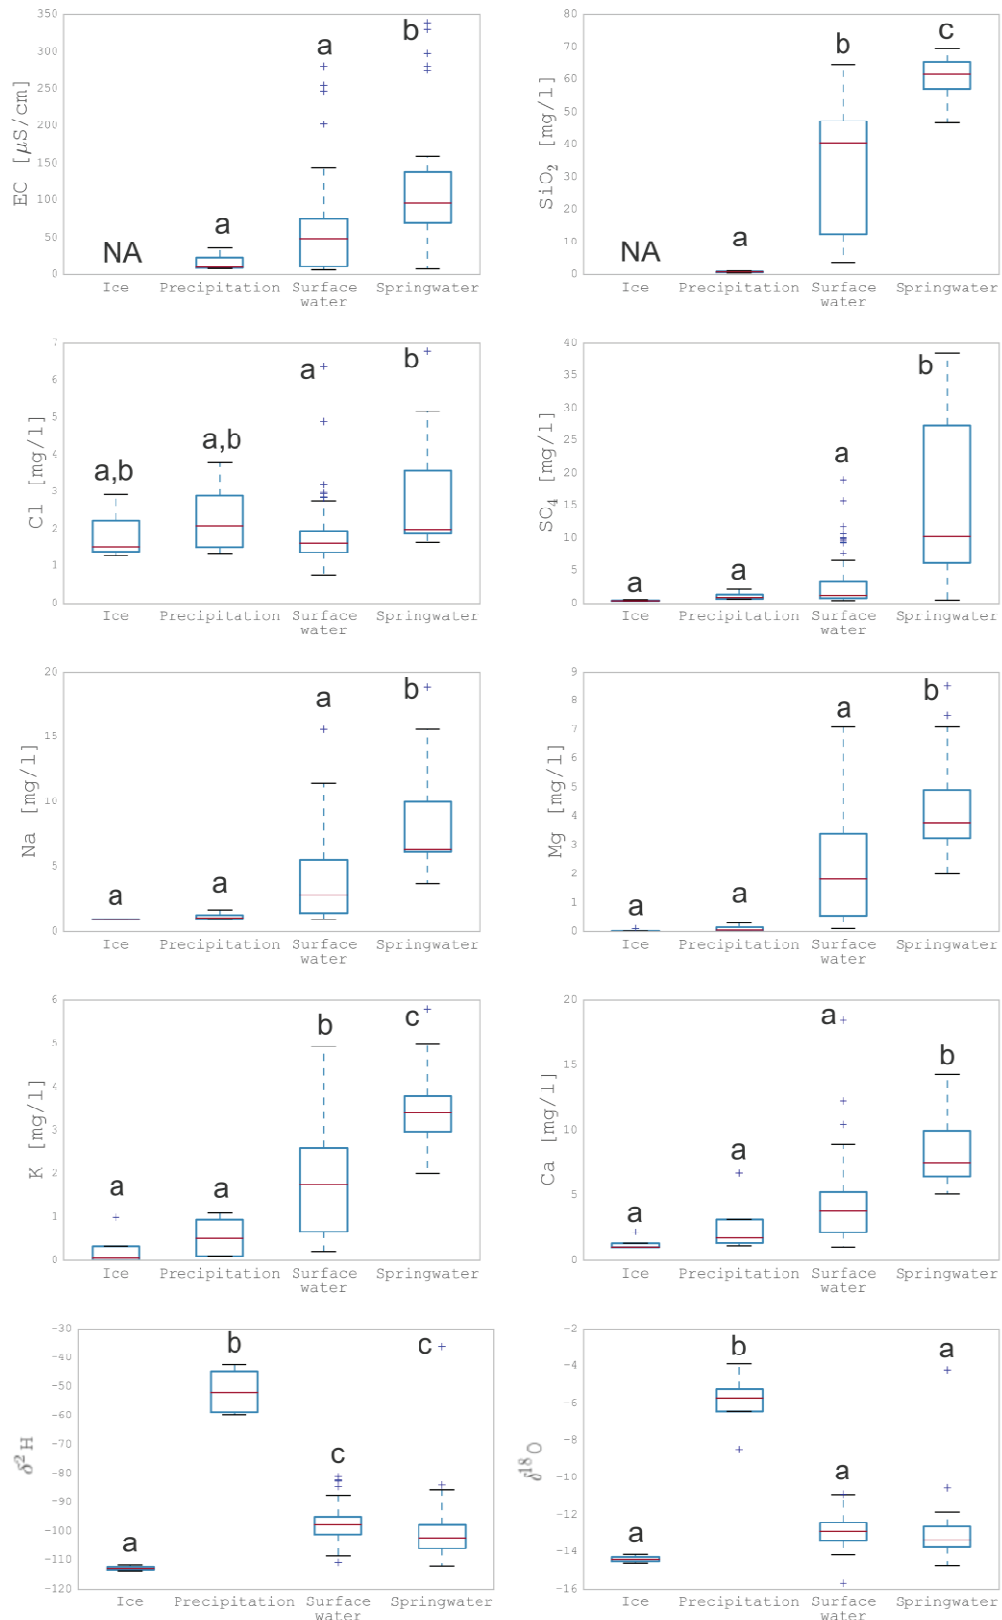 EC [µS/cm]
350
300
250
200
150
100
50
0
NA
a
a
b
Ice Precipitation Surface water Springwater
SiO₂ [mg/l]
80
70
60
50
40
30
20
10
0
NA
a
b
c
Ice Precipitation Surface water Springwater
Cl [mg/l]
7
6
5
4
3
2
1
0
a,b
a,b
a
b
Ice Precipitation Surface water Springwater
SO₄ [mg/l]
40
35
30
25
20
15
10
5
0
a
a
a
b
Ice Precipitation Surface water Springwater
Na [mg/l]
20
15
10
5
0
a
a
a
b
Ice Precipitation Surface water Springwater
Mg [mg/l]
9
8
7
6
5
4
3
2
1
0
a
a
a
b
Ice Precipitation Surface water Springwater
K [mg/l]
6
5
4
3
2
1
0
a
a
b
c
Ice Precipitation Surface water Springwater
Ca [mg/l]
20
15
10
5
0
a
a
a
b
Ice Precipitation Surface water Springwater
δ²H
-30
-40
-50
-60
-70
-80
-90
-100
-110
-120
a
b
c
c
Ice Precipitation Surface water Springwater
δ¹⁸O
-2
-4
-6
-8
-10
-12
-14
-16
a
b
a
a
Ice Precipitation Surface water Springwater